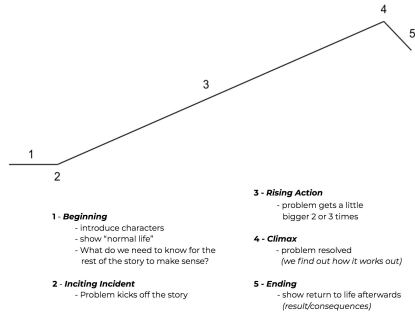 4
5
3
1
2
1 - Beginning
- introduce characters
- show “normal life”
- What do we need to know for the
rest of the story to make sense?
2 - Inciting Incident
- Problem kicks off the story
3 - Rising Action
- problem gets a little
bigger 2 or 3 times
4 - Climax
- problem resolved
(we find out how it works out)
5 - Ending
- show return to life afterwards
(result/consequences)